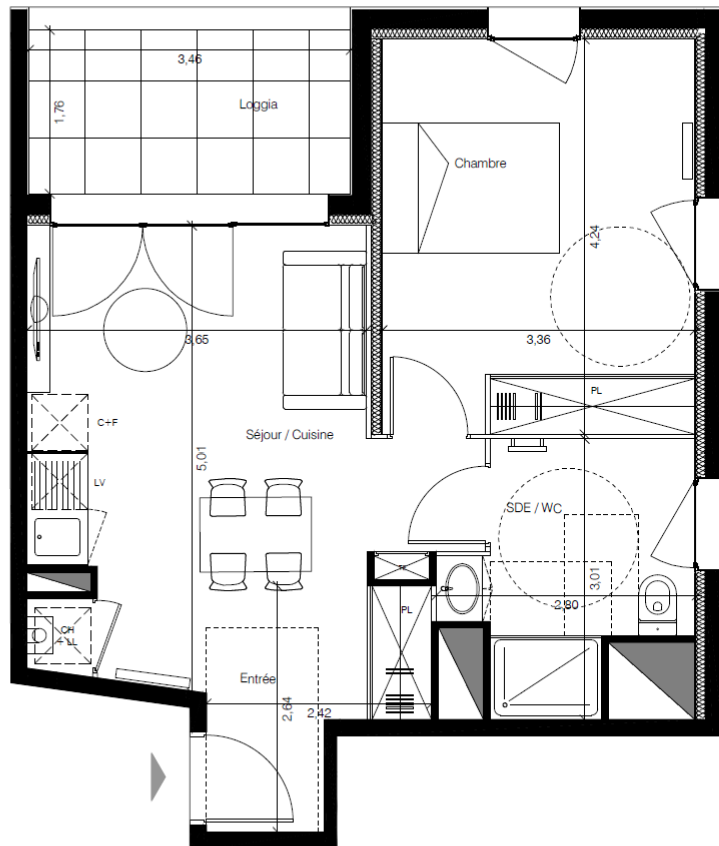 3,46
1,76
Loggia
Chambre
4,24
3,65
3,36
PL
C+F
Séjour / Cuisine
5,01
LV
SDE / WC
3,01
2,80
PL
CH
+ LL
Entrée
2,64
2,42